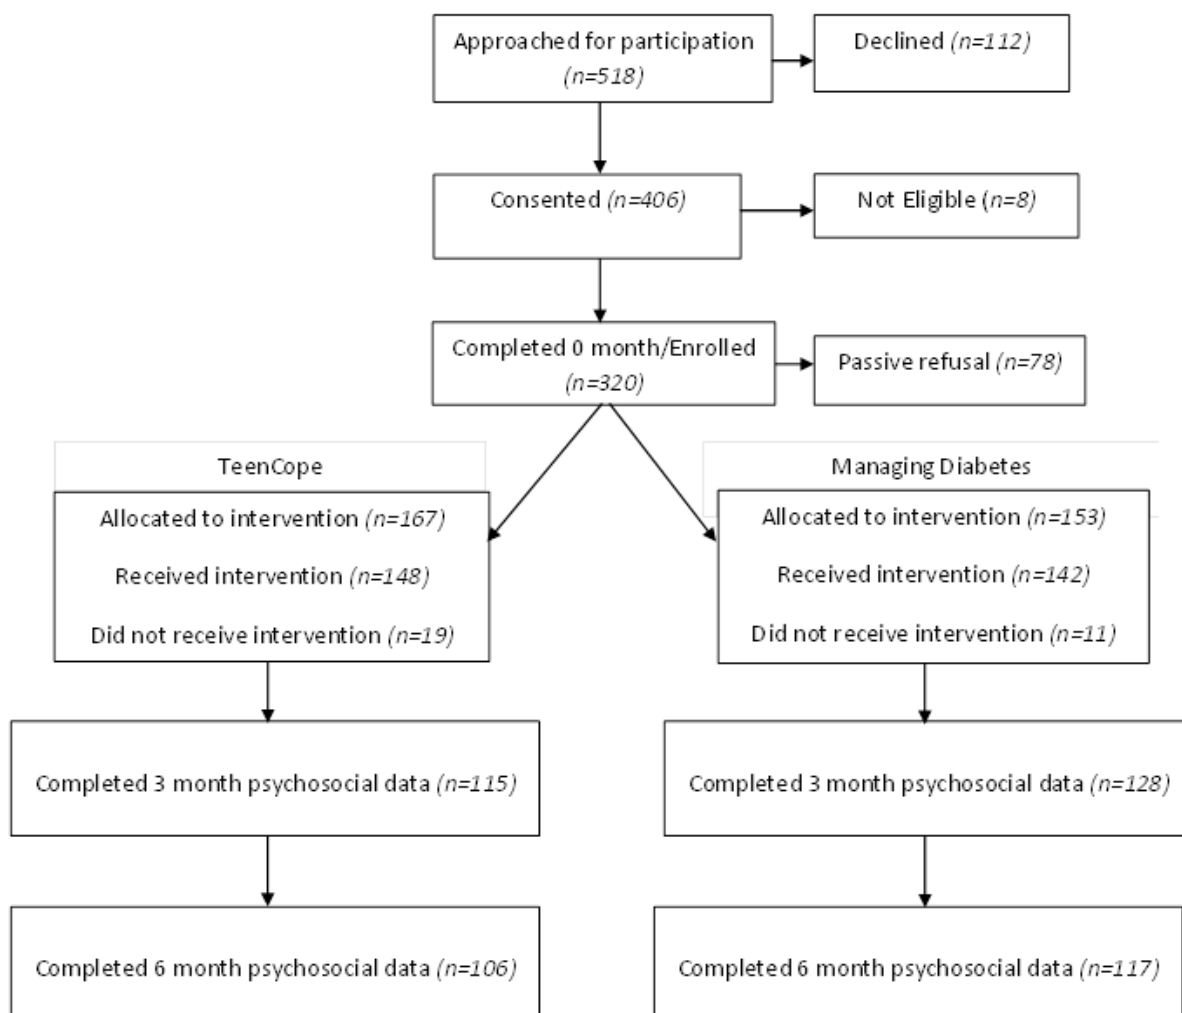 Approached for participation
(n=518)
Declined (n=112)
Consented (n=406)
Not Eligible (n=8)
Completed 0 month/Enrolled
(n=320)
Passive refusal (n=78)
TeenCope
Managing Diabetes
Allocated to intervention (n=167)
Received intervention (n=148)
Did not receive intervention (n=19)
Allocated to intervention (n=153)
Received intervention (n=142)
Did not receive intervention (n=11)
Completed 3 month psychosocial data (n=115)
Completed 3 month psychosocial data (n=128)
Completed 6 month psychosocial data (n=106)
Completed 6 month psychosocial data (n=117)